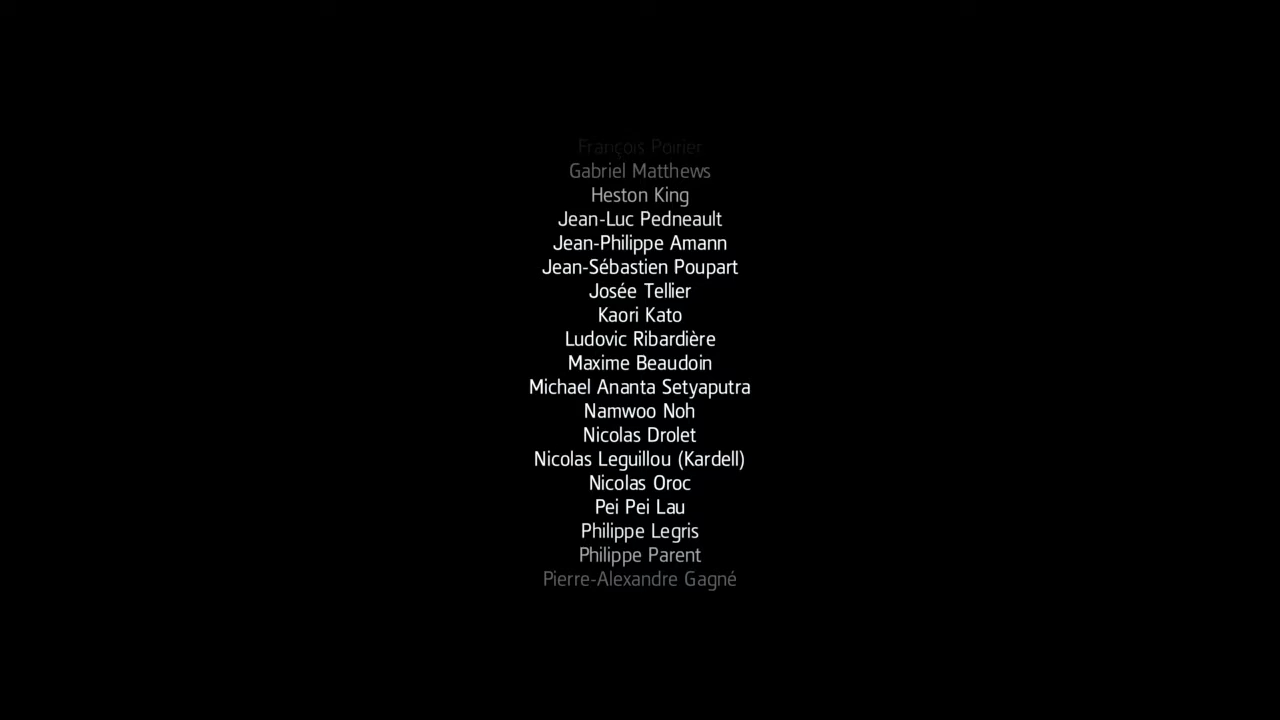 François Poirier
Gabriel Matthews
Heston King
Jean-Luc Pedneault
Jean-Philippe Amann
Jean-Sébastien Poupart
Josée Tellier
Kaori Kato
Ludovic Ribardière
Maxime Beaudoin
Michael Ananta Setyaputra
Namwoo Noh
Nicolas Drolet
Nicolas Leguillou (Kardell)
Nicolas Oroc
Pei Pei Lau
Philippe Legris
Philippe Parent
Pierre-Alexandre Gagné